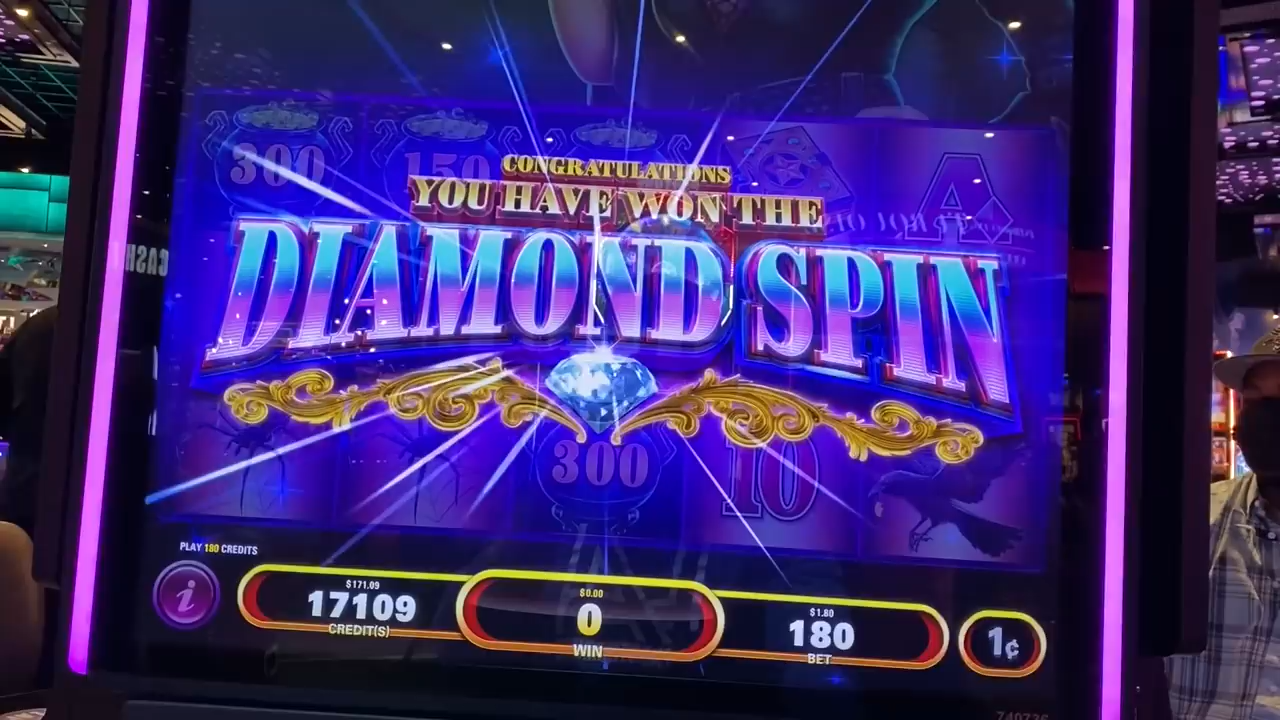 300
150
A
CONGRATULATIONS
YOU HAVE WON THE
DIAMOND SPIN
CASH
300
10
PLAY 180 CREDITS
i
$171.09
17109
CREDIT(S)
$0.00
0
WIN
$1.80
180
BET
1¢